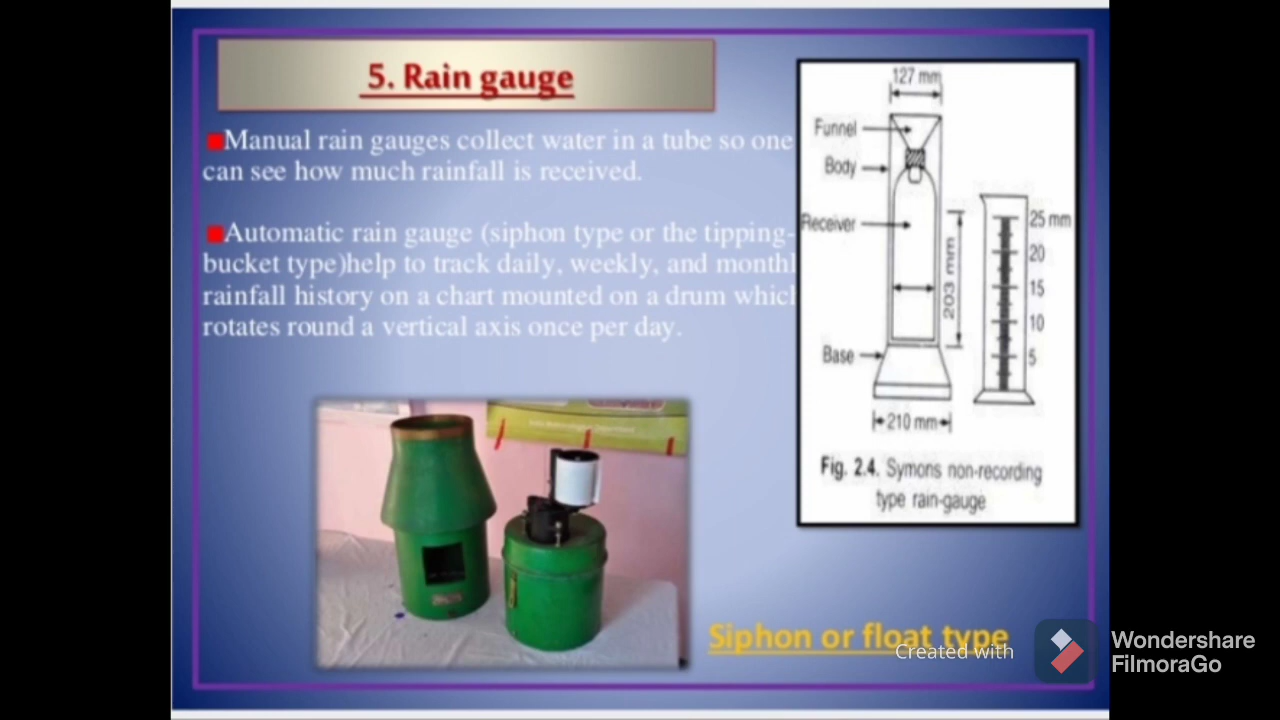 5. Rain gauge
Manual rain gauges collect water in a tube so one
can see how much rainfall is received.
Automatic rain gauge (siphon type or the tipping-
bucket type)help to track daily, weekly, and monthl
rainfall history on a chart mounted on a drum whic
rotates round a vertical axis once per day.
127 mm
Funnel
Body
Receiver
203 mm
Base
210 mm
25 mm
20
15
10
5
Fig. 2.4. Symons non-recording
type rain-gauge
Siphon or float type
Created with
Wondershare
FilmoraGo